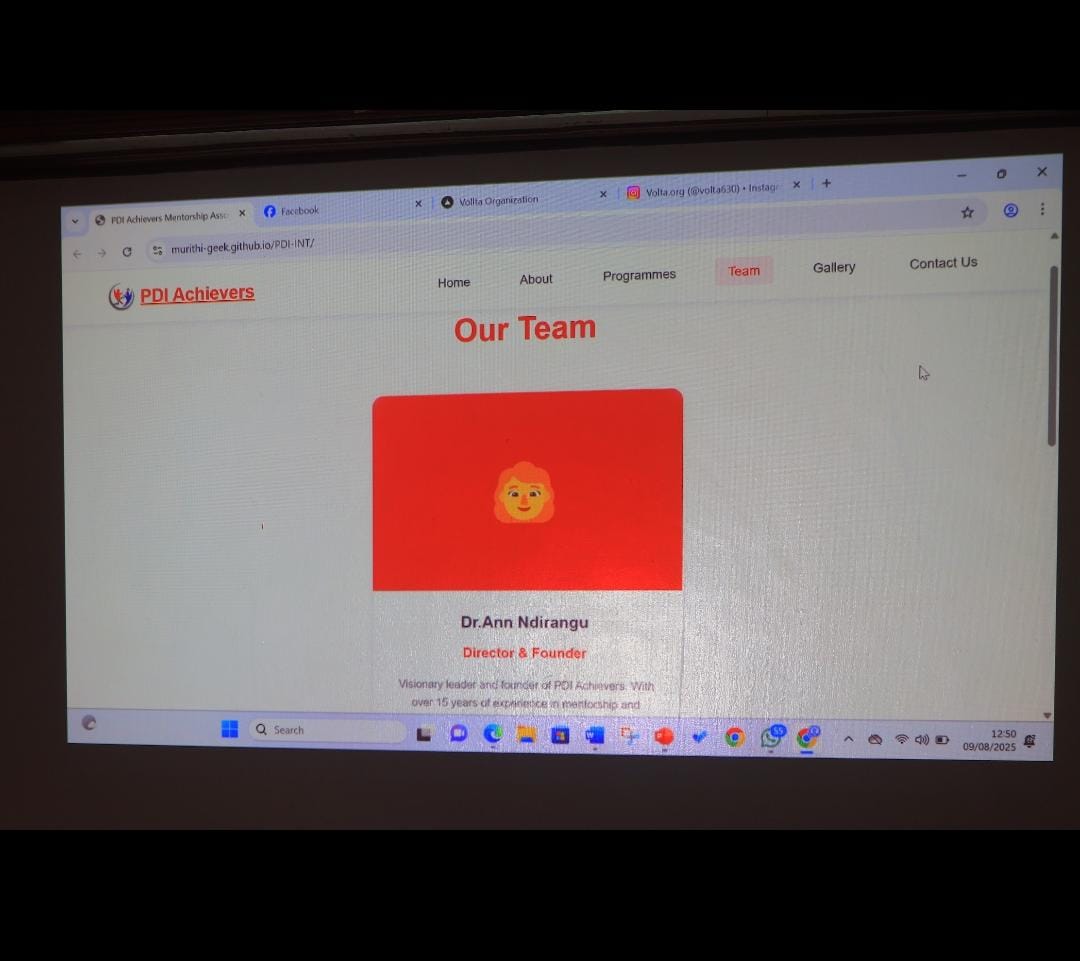 PDI Achievers Mentorship Asso
Facebook
Vollta Organization
Volta.org (@volta630) • Instag
murithi-geek.github.io/PDI-INT/
PDI Achievers
Home
About
Programmes
Team
Gallery
Contact Us
Our Team
Dr.Ann Ndirangu
Director & Founder
Visionary leader and founder of PDI Achievers. With
over 15 years of experience in mentorship and
Search
55
12:50
09/08/2025